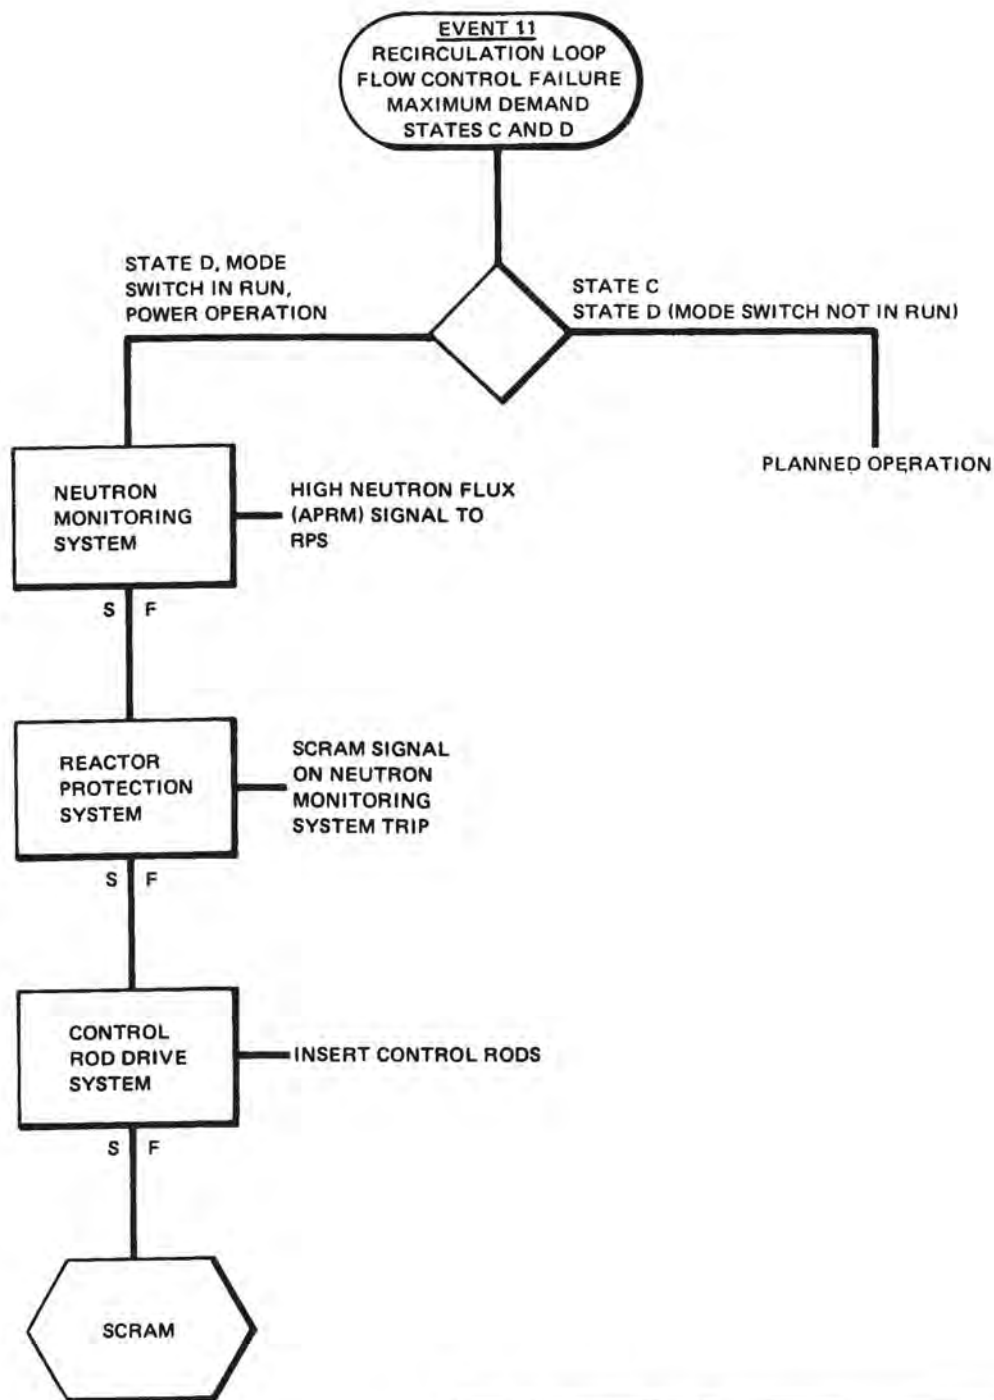 EVENT 11
RECIRCULATION LOOP
FLOW CONTROL FAILURE
MAXIMUM DEMAND
STATES C AND D
STATE D, MODE
SWITCH IN RUN,
POWER OPERATION
STATE C
STATE D (MODE SWITCH NOT IN RUN)
PLANNED OPERATION
NEUTRON
MONITORING
SYSTEM
HIGH NEUTRON FLUX
(APRM) SIGNAL TO
RPS
S F
REACTOR
PROTECTION
SYSTEM
SCRAM SIGNAL
ON NEUTRON
MONITORING
SYSTEM TRIP
S F
CONTROL
ROD DRIVE
SYSTEM
INSERT CONTROL RODS
S F
SCRAM